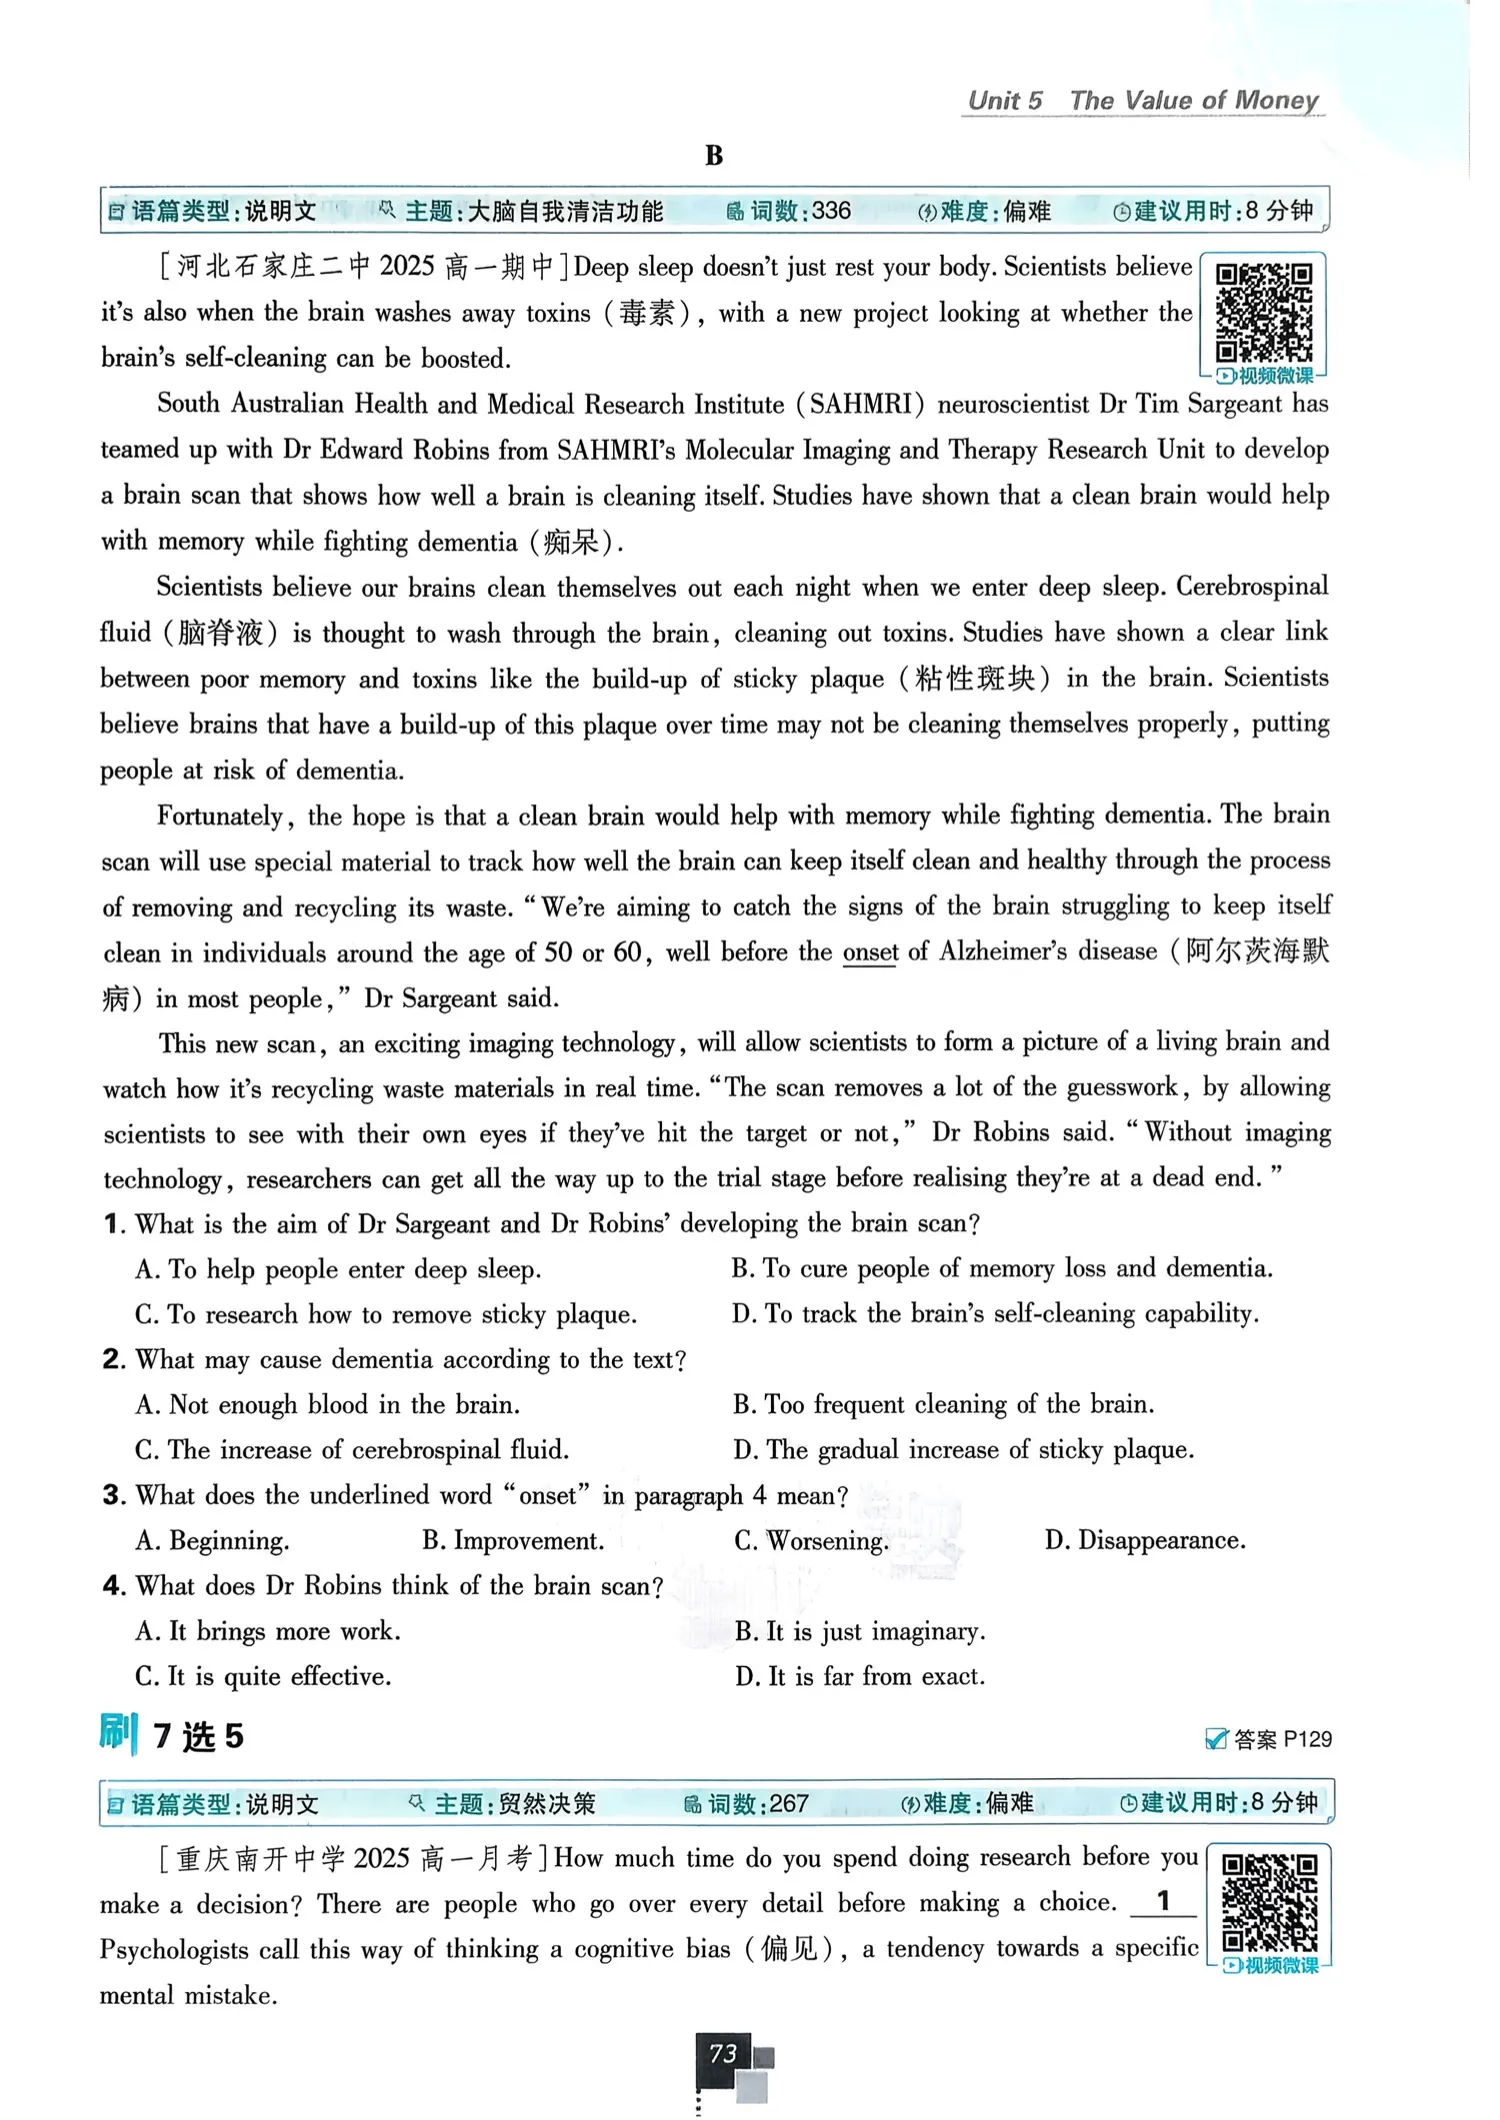 Unit 5 The Value of Money
B
语篇类型:说明文 主题:大脑自我清洁功能 词数:336 难度:偏难 建议用时:8 分钟
[河北石家庄二中 2025 高一期中]Deep sleep doesn't just rest your body. Scientists believe
it's also when the brain washes away toxins (毒素), with a new project looking at whether the
brain's self-cleaning can be boosted.
视频微课
South Australian Health and Medical Research Institute (SAHMRI) neuroscientist Dr Tim Sargeant has
teamed up with Dr Edward Robins from SAHMRI's Molecular Imaging and Therapy Research Unit to develop
a brain scan that shows how well a brain is cleaning itself. Studies have shown that a clean brain would help
with memory while fighting dementia (痴呆).
Scientists believe our brains clean themselves out each night when we enter deep sleep. Cerebrospinal
fluid (脑脊液) is thought to wash through the brain, cleaning out toxins. Studies have shown a clear link
between poor memory and toxins like the build-up of sticky plaque (粘性斑块) in the brain. Scientists
believe brains that have a build-up of this plaque over time may not be cleaning themselves properly, putting
people at risk of dementia.
Fortunately, the hope is that a clean brain would help with memory while fighting dementia. The brain
scan will use special material to track how well the brain can keep itself clean and healthy through the process
of removing and recycling its waste. "We're aiming to catch the signs of the brain struggling to keep itself
clean in individuals around the age of 50 or 60, well before the onset of Alzheimer's disease (阿尔茨海默
病) in most people," Dr Sargeant said.
This new scan, an exciting imaging technology, will allow scientists to form a picture of a living brain and
watch how it's recycling waste materials in real time. "The scan removes a lot of the guesswork, by allowing
scientists to see with their own eyes if they've hit the target or not," Dr Robins said. "Without imaging
technology, researchers can get all the way up to the trial stage before realising they're at a dead end."
1. What is the aim of Dr Sargeant and Dr Robins' developing the brain scan?
A. To help people enter deep sleep. B. To cure people of memory loss and dementia.
C. To research how to remove sticky plaque. D. To track the brain's self-cleaning capability.
2. What may cause dementia according to the text?
A. Not enough blood in the brain. B. Too frequent cleaning of the brain.
C. The increase of cerebrospinal fluid. D. The gradual increase of sticky plaque.
3. What does the underlined word "onset" in paragraph 4 mean?
A. Beginning. B. Improvement. C. Worsening. D. Disappearance.
4. What does Dr Robins think of the brain scan?
A. It brings more work. B. It is just imaginary.
C. It is quite effective. D. It is far from exact.
刷 7 选 5 答案 P129
语篇类型:说明文 主题:贸然决策 词数:267 难度:偏难 建议用时:8 分钟
[重庆南开中学 2025 高一月考]How much time do you spend doing research before you
make a decision? There are people who go over every detail before making a choice. 1
Psychologists call this way of thinking a cognitive bias (偏见), a tendency towards a specific
mental mistake.
视频微课
73